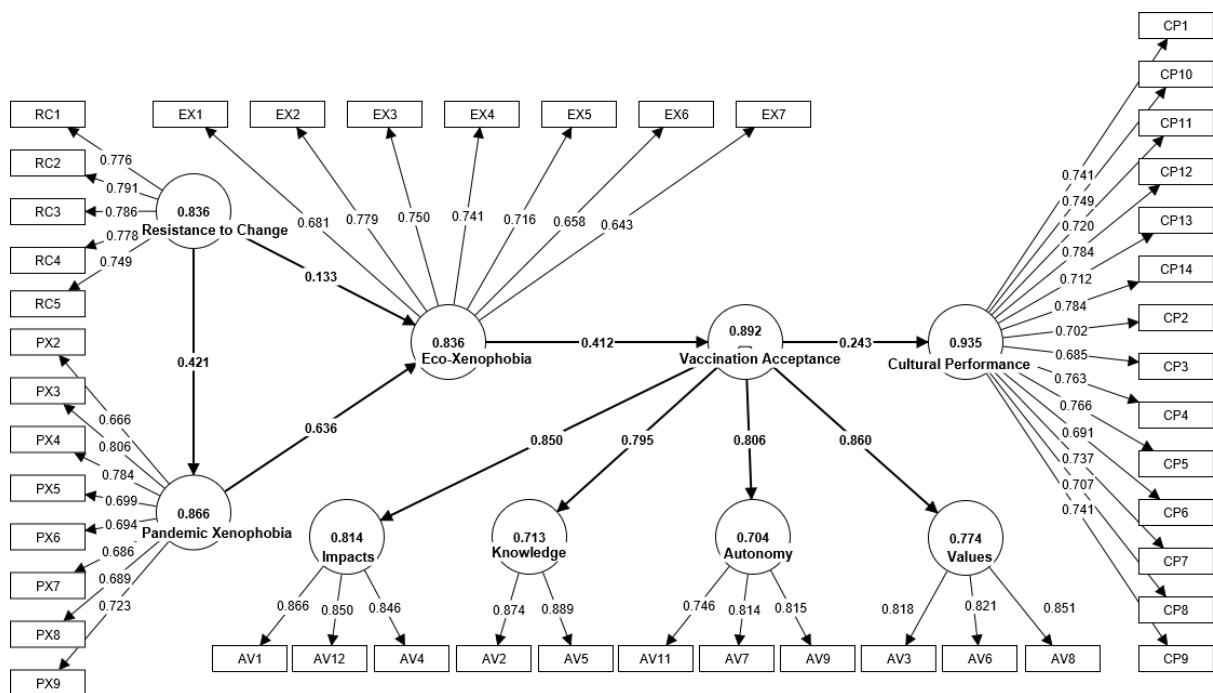 CP1
CP10
CP11
CP12
CP13
CP14
CP2
CP3
CP4
CP5
CP6
CP7
CP8
CP9
0.741
0.749
0.720
0.784
0.712
0.784
0.702
0.685
0.763
0.766
0.691
0.737
0.707
0.741
RC1
RC2
RC3
RC4
RC5
0.776
0.791
0.786
0.778
0.749
EX1
EX2
EX3
EX4
EX5
EX6
EX7
0.681
0.779
0.750
0.741
0.716
0.658
0.643
0.836
Resistance to Change
0.133
0.421
0.836
Eco-Xenophobia
0.412
0.892
Vaccination Acceptance
0.243
0.935
Cultural Performance
PX2
PX3
PX4
PX5
PX6
PX7
PX8
PX9
0.666
0.806
0.784
0.699
0.694
0.686
0.689
0.723
0.866
Pandemic Xenophobia
0.636
0.850
0.795
0.806
0.860
0.814
Impacts
0.713
Knowledge
0.704
Autonomy
0.774
Values
0.866
0.850
0.846
0.874
0.889
0.746
0.814
0.815
0.818
0.821
0.851
AV1
AV12
AV4
AV2
AV5
AV11
AV7
AV9
AV3
AV6
AV8